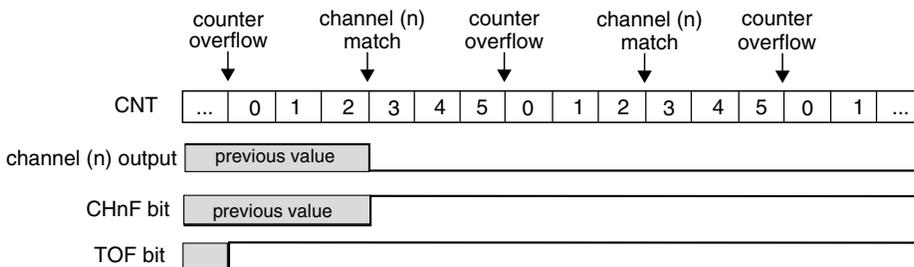 counter
overflow
channel (n)
match
counter
overflow
channel (n)
match
counter
overflow
CNT ... 0 1 2 3 4 5 0 1 2 3 4 5 0 1 ...
channel (n) output previous value
CHnF bit previous value
TOF bit